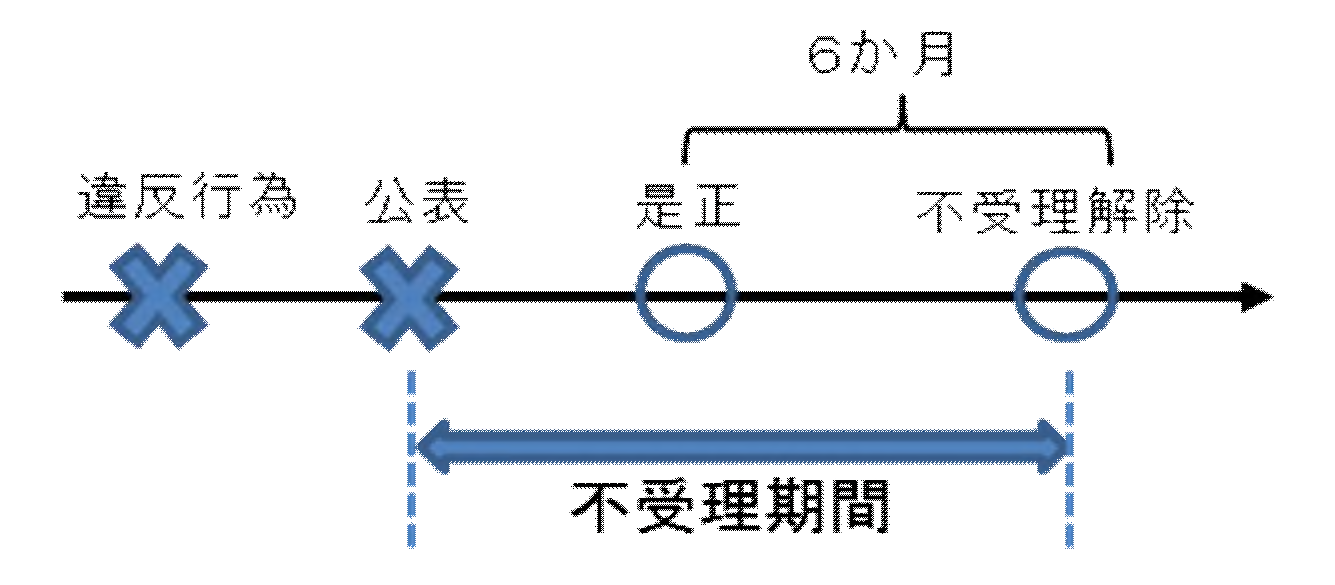 6か月
違反行為
公表
是正
不受理解除
不受理期間